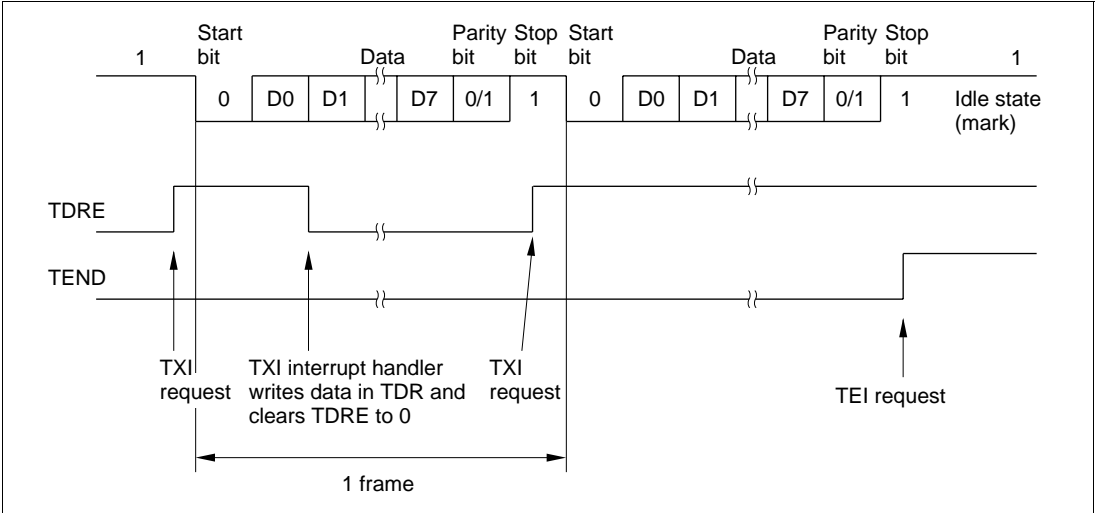 Start bit
Data
Parity bit
Stop bit
Start bit
Data
Parity bit
Stop bit
1
1
0 D0 D1 D7 0/1 1 0 D0 D1 D7 0/1 1
Idle state
(mark)
TDRE
TEND
TXI
request
TXI interrupt handler
writes data in TDR and
clears TDRE to 0
TXI
request
TEI request
1 frame